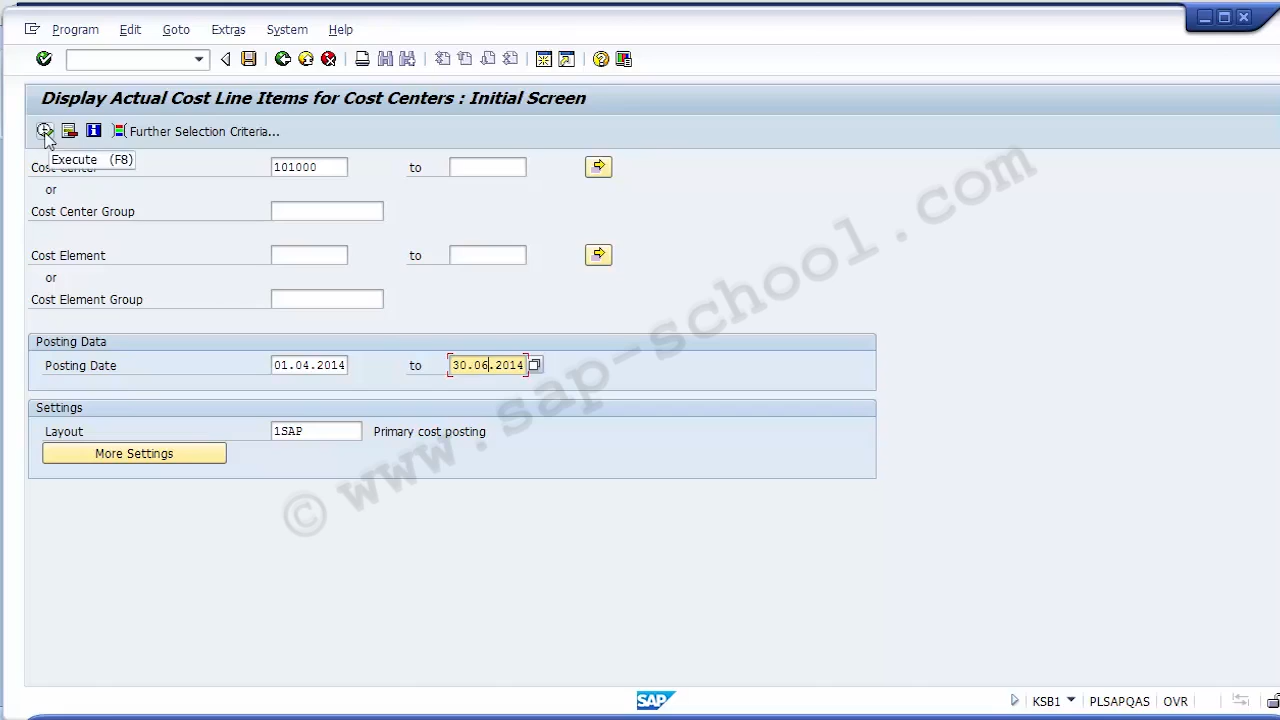 Program Edit Goto Extras System Help
Display Actual Cost Line Items for Cost Centers : Initial Screen
Further Selection Criteria...
Execute (F8)
101000 to
or
Cost Center Group
Cost Element to
or
Cost Element Group
Posting Data
Posting Date 01.04.2014 to 30.06.2014
Settings
Layout 1SAP Primary cost posting
More Settings
© www.sap-school.com
SAP KSB1 PLSAPQAS OVR